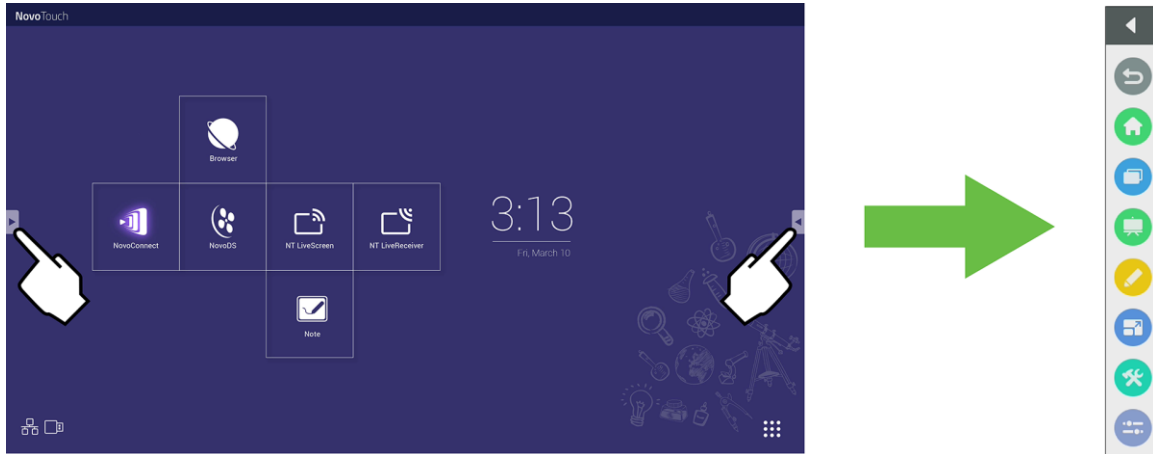 NovoTouch
Browser
NovoConnect
NovoDS
NT LiveScreen
NT LiveReceiver
3:13
Fri, March 10
Note